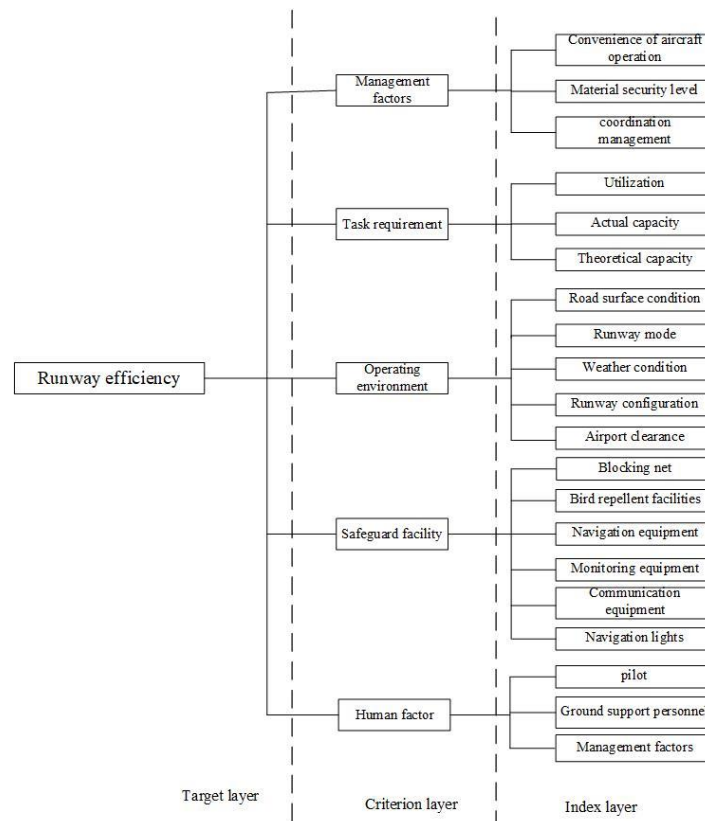 Convenience of aircraft
operation
Management
factors
Material security level
coordination
management
Utilization
Task requirement
Actual capacity
Theoretical capacity
Road surface condition
Runway mode
Runway efficiency
Operating
environment
Weather condition
Runway configuration
Airport clearance
Blocking net
Bird repellent facilities
Safeguard facility
Navigation equipment
Monitoring equipment
Communication
equipment
Navigation lights
pilot
Human factor
Ground support personnel
Management factors
Target layer
Criterion layer
Index layer